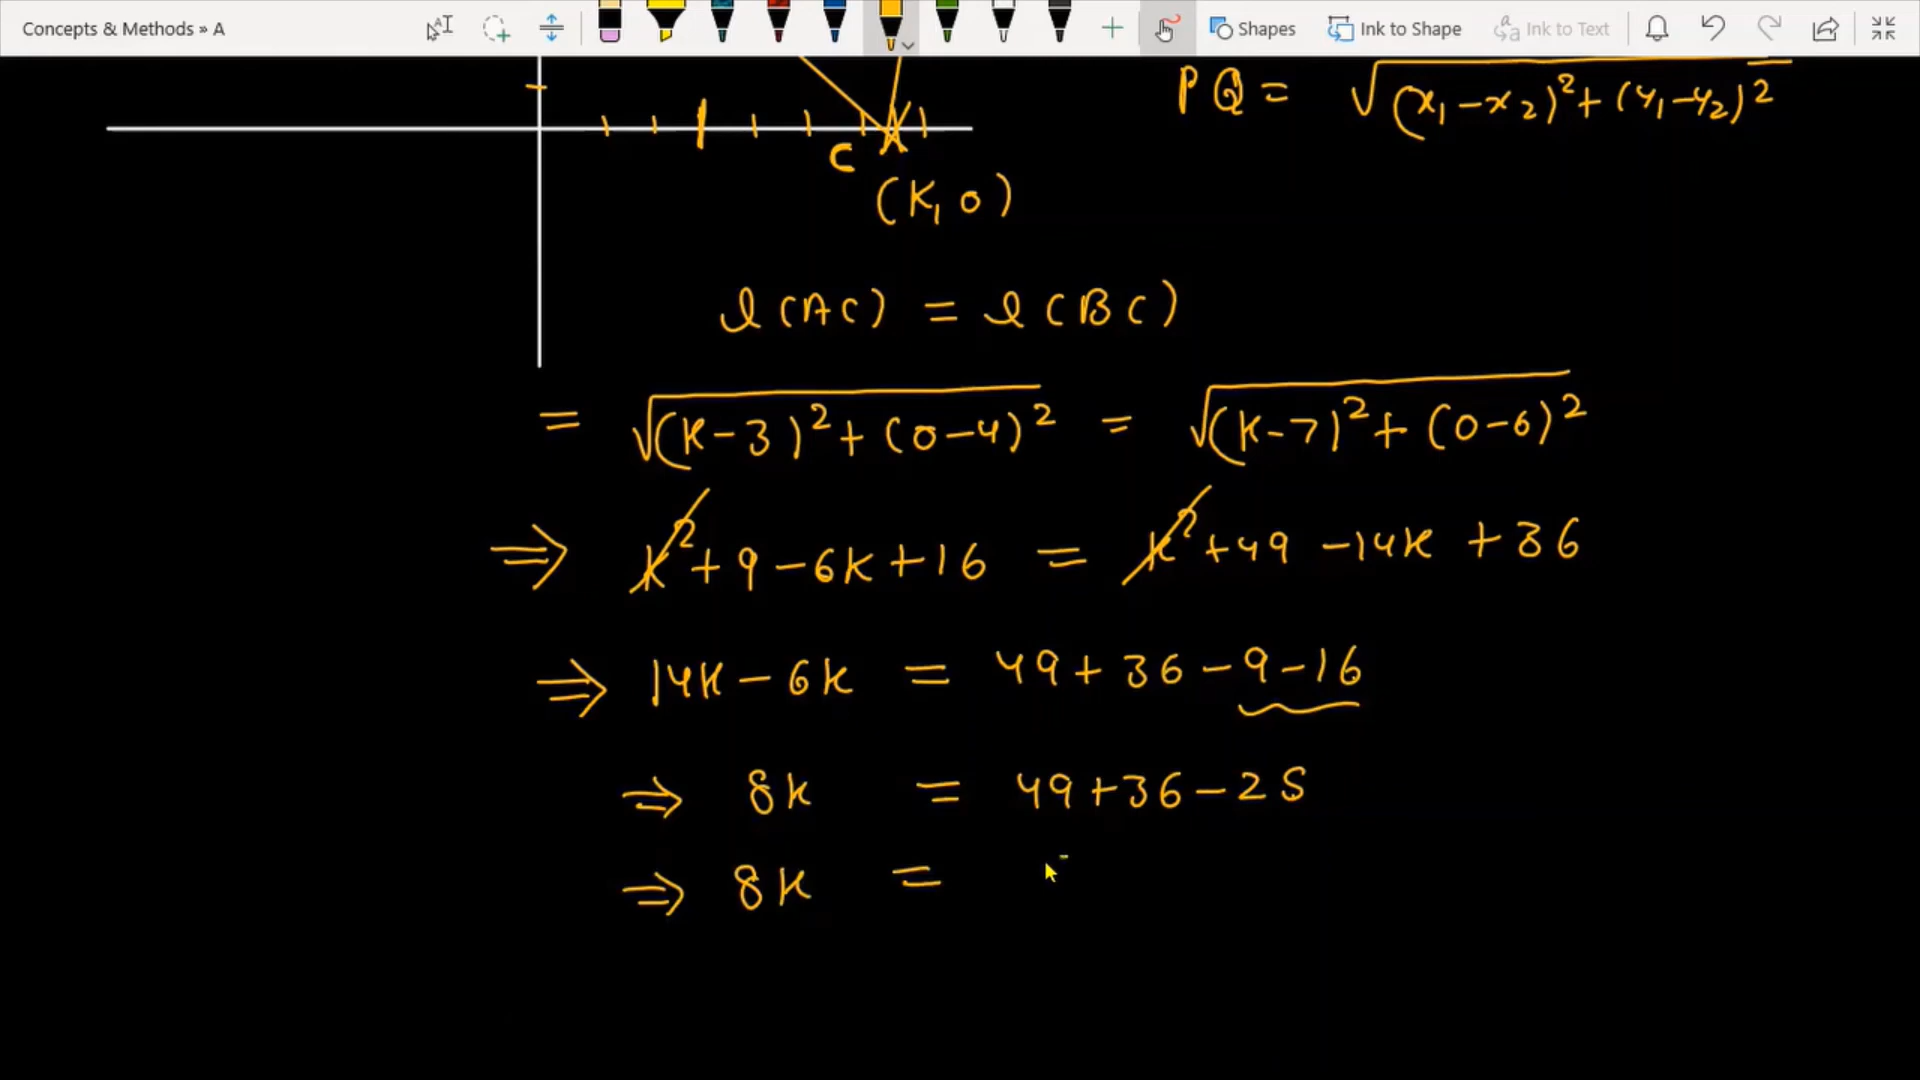 Concepts & Methods » A
Shapes
Ink to Shape
Ink to Text
PQ = √(x₁-x₂)²+(y₁-y₂)²
C
(K, 0)
l(AC) = l(BC)
= √(K-3)²+(0-4)² = √(K-7)²+(0-6)²
⇒ K²+9-6K+16 = K²+49-14K+36
⇒ 14K-6K = 49+36-9-16
⇒ 8K = 49+36-25
⇒ 8K =